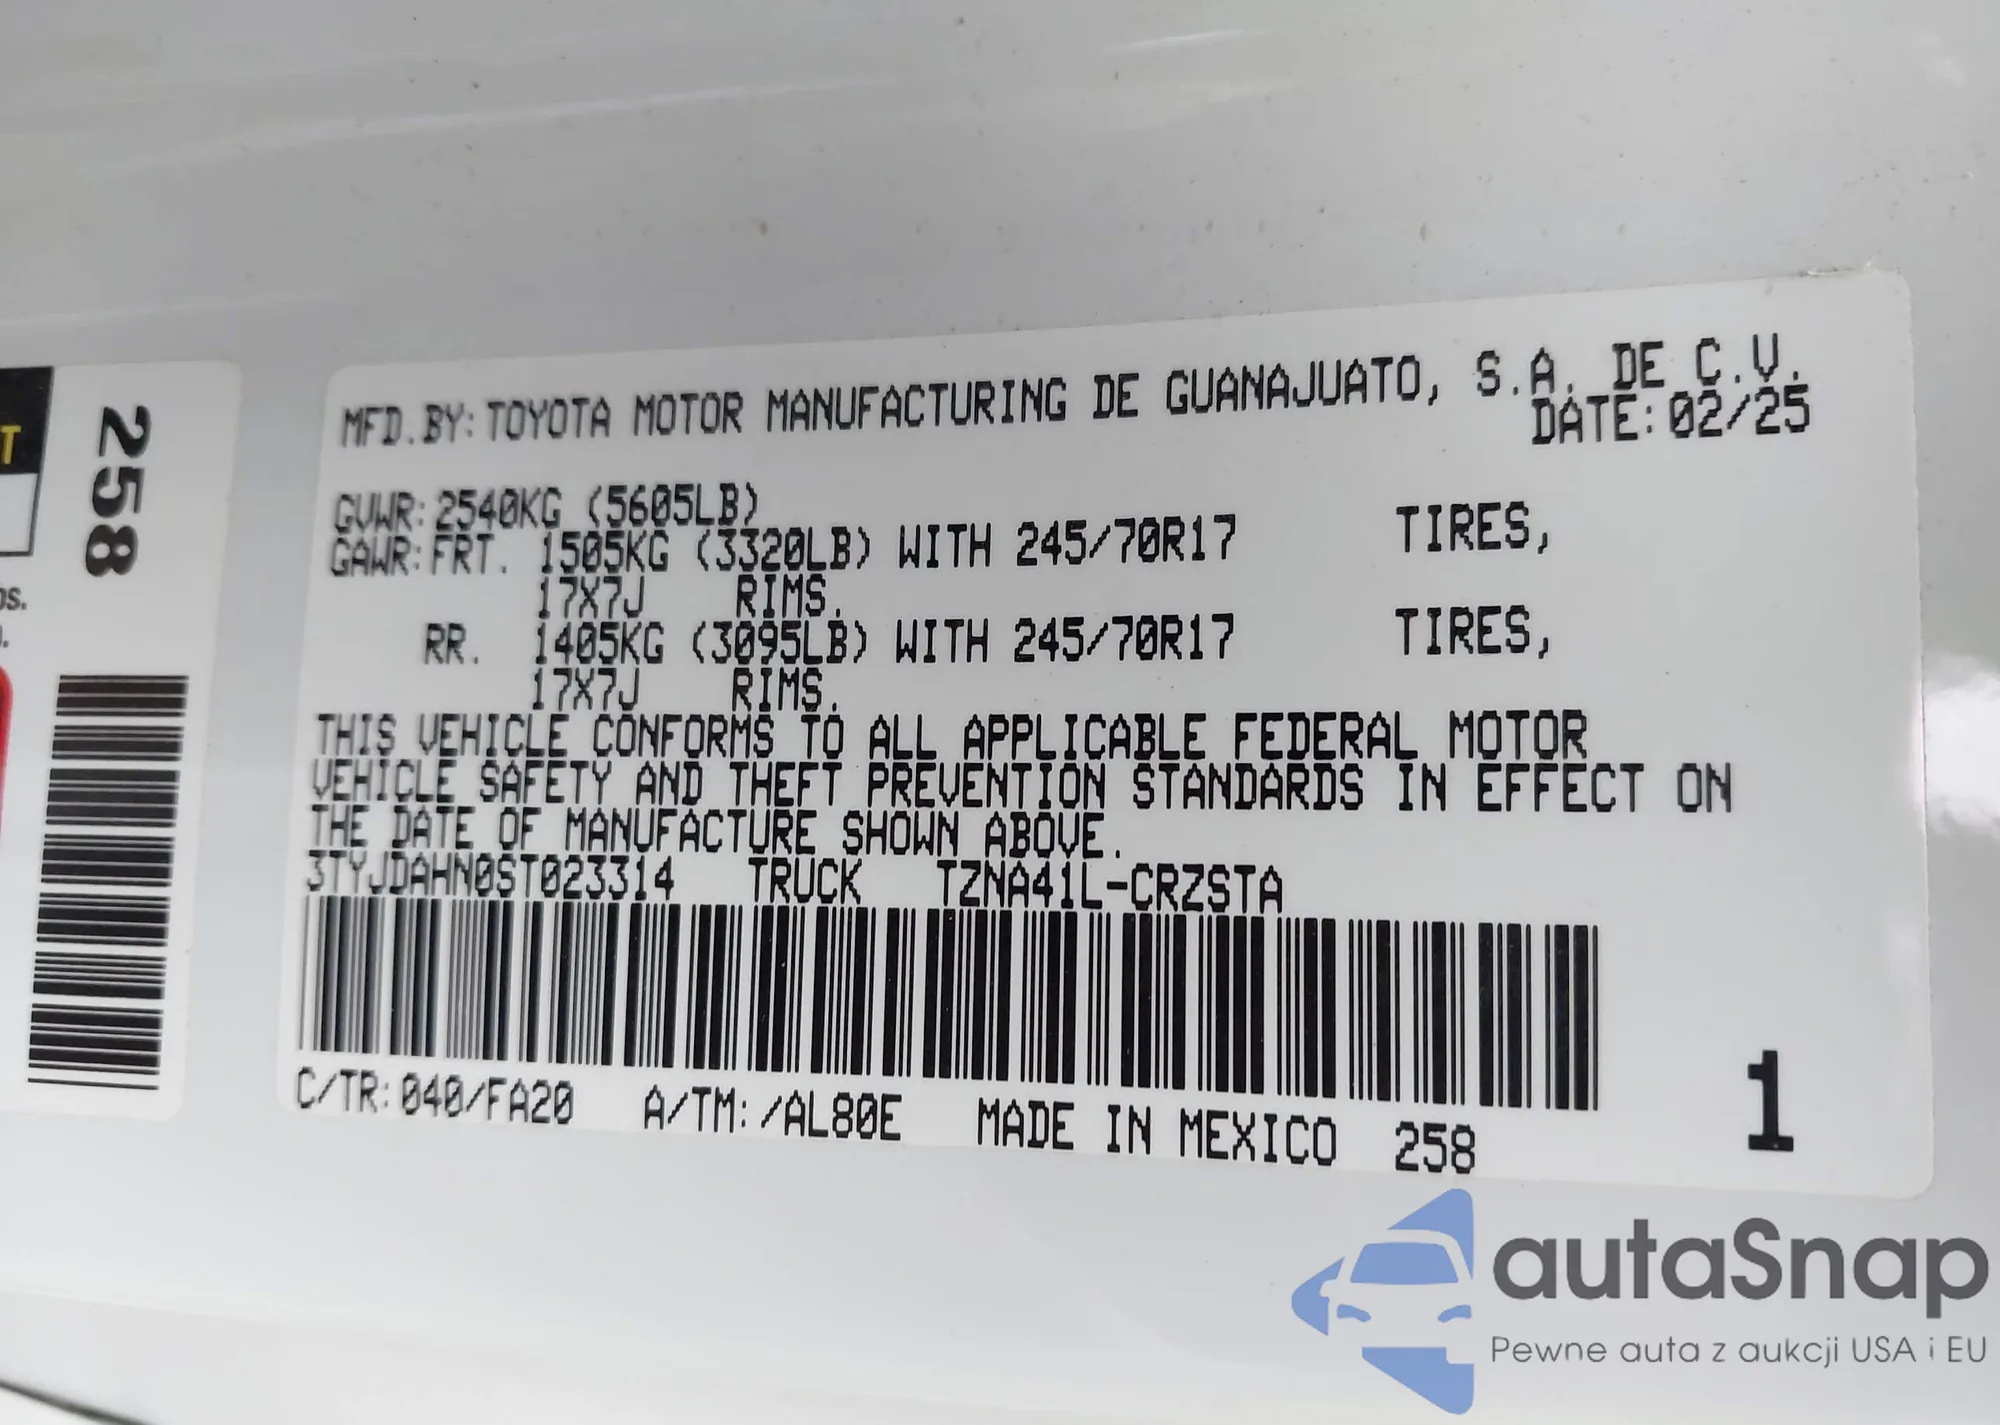 T
os.
258
MFD.BY:TOYOTA MOTOR MANUFACTURING DE GUANAJUATO, S.A. DE C.V.
DATE:02/25
GVWR:2540KG (5605LB)
GAWR:FRT. 1505KG (3320LB) WITH 245/70R17 TIRES,
17X7J RIMS.
RR. 1405KG (3095LB) WITH 245/70R17 TIRES,
17X7J RIMS.
THIS VEHICLE CONFORMS TO ALL APPLICABLE FEDERAL MOTOR
VEHICLE SAFETY AND THEFT PREVENTION STANDARDS IN EFFECT ON
THE DATE OF MANUFACTURE SHOWN ABOVE.
3TYJDAHN0ST023314 TRUCK TZNA41L-CRZSTA
C/TR:040/FA20 A/TM:/AL80E MADE IN MEXICO 258
1
autaSnap
Pewne auta z aukcji USA i EU